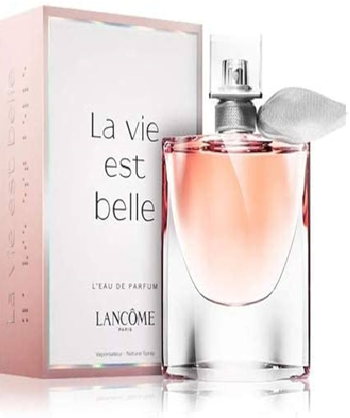 La vie est belle
La vie
est
belle
L'EAU DE PARFUM
LANCÔME
PARIS
Vaporisateur - Natural Spray